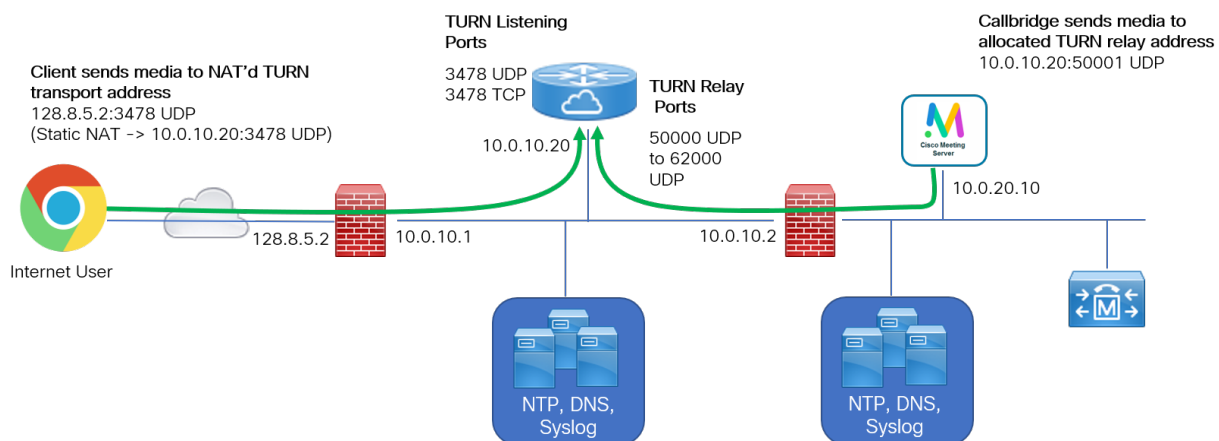 TURN Listening
Ports
3478 UDP
3478 TCP
Callbridge sends media to
allocated TURN relay address
10.0.10.20:50001 UDP
Client sends media to NAT'd TURN
transport address
128.8.5.2:3478 UDP
(Static NAT -> 10.0.10.20:3478 UDP)
TURN Relay
Ports
50000 UDP
to 62000
UDP
10.0.10.20
Cisco Meeting
Server
10.0.20.10
128.8.5.2
10.0.10.1
10.0.10.2
Internet User
M
NTP, DNS,
Syslog
NTP, DNS,
Syslog